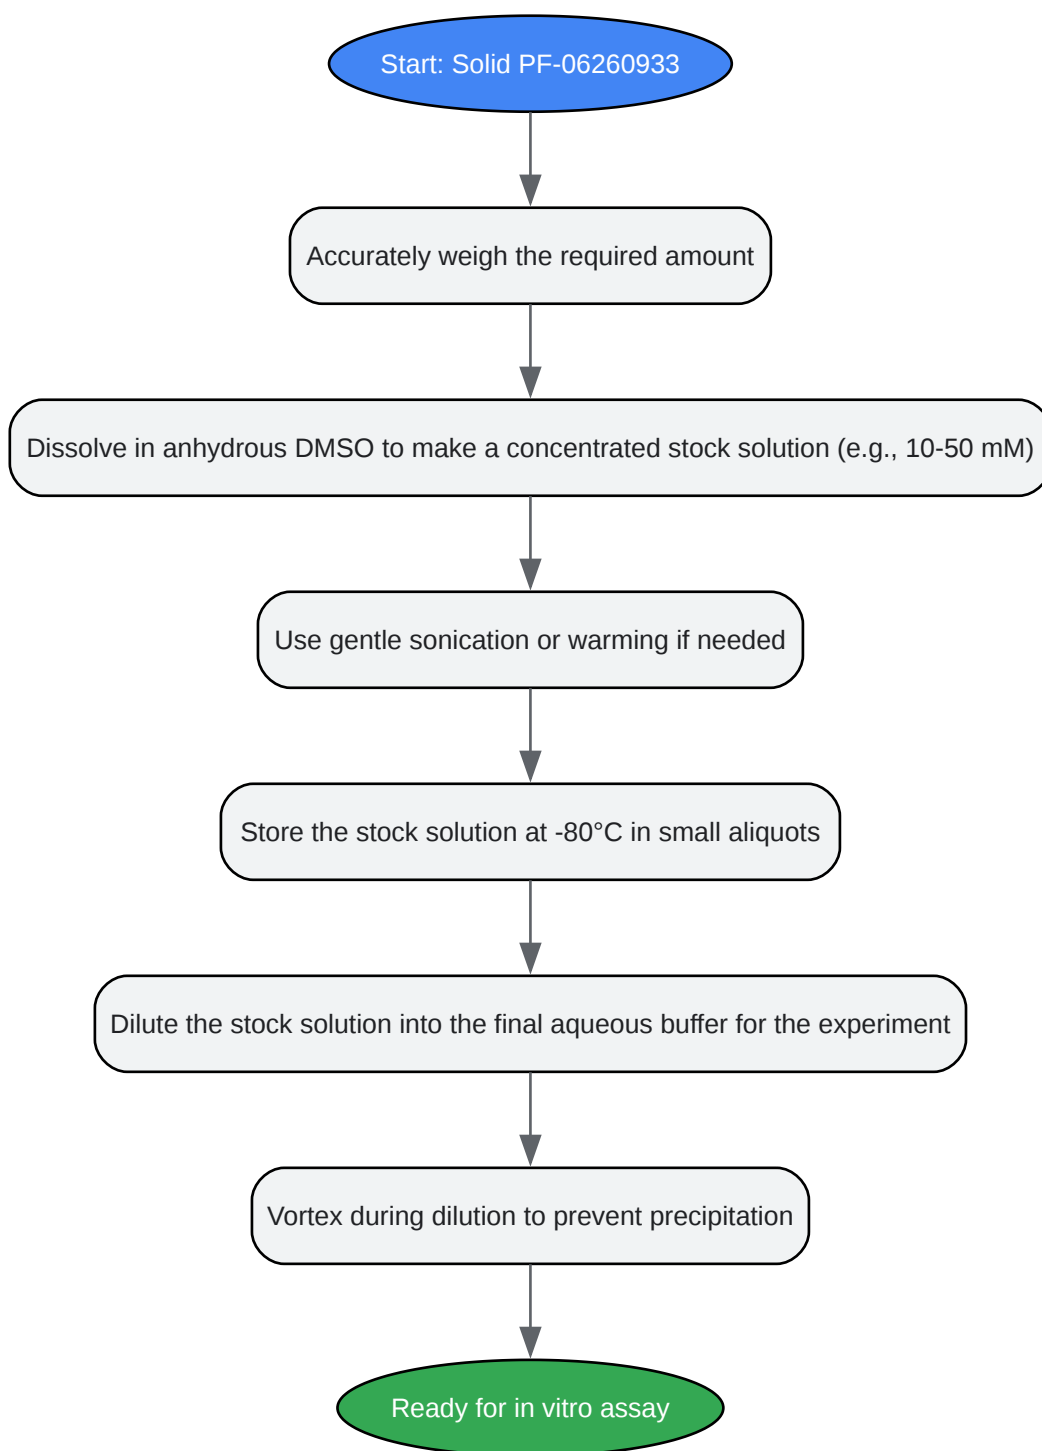 Start: Solid PF-06260933
Accurately weigh the required amount
Dissolve in anhydrous DMSO to make a concentrated stock solution (e.g., 10-50 mM)
Use gentle sonication or warming if needed
Store the stock solution at -80°C in small aliquots
Dilute the stock solution into the final aqueous buffer for the experiment
Vortex during dilution to prevent precipitation
Ready for in vitro assay